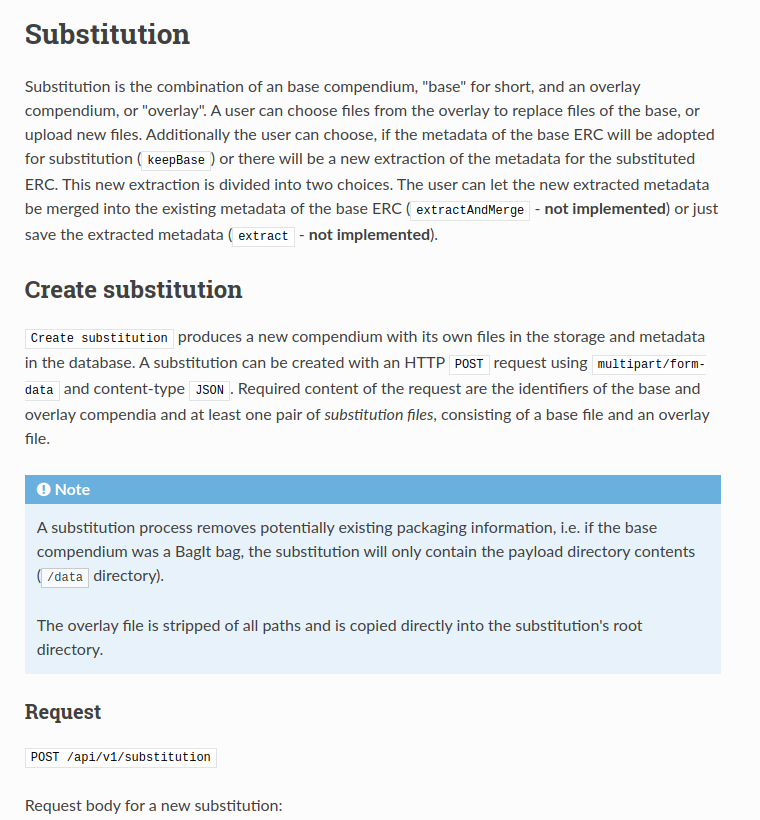 Substitution
Substitution is the combination of an base compendium, "base" for short, and an overlay
compendium, or "overlay". A user can choose files from the overlay to replace files of the base, or
upload new files. Additionally the user can choose, if the metadata of the base ERC will be adopted
for substitution (keepBase) or there will be a new extraction of the metadata for the substituted
ERC. This new extraction is divided into two choices. The user can let the new extracted metadata
be merged into the existing metadata of the base ERC (extractAndMerge - not implemented) or just
save the extracted metadata (extract - not implemented).
Create substitution
Create substitution produces a new compendium with its own files in the storage and metadata
in the database. A substitution can be created with an HTTP POST request using multipart/form-
data and content-type JSON. Required content of the request are the identifiers of the base and
overlay compendia and at least one pair of substitution files, consisting of a base file and an overlay
file.
Note
A substitution process removes potentially existing packaging information, i.e. if the base
compendium was a BagIt bag, the substitution will only contain the payload directory contents
(/data directory).
The overlay file is stripped of all paths and is copied directly into the substitution's root
directory.
Request
POST /api/v1/substitution
Request body for a new substitution: